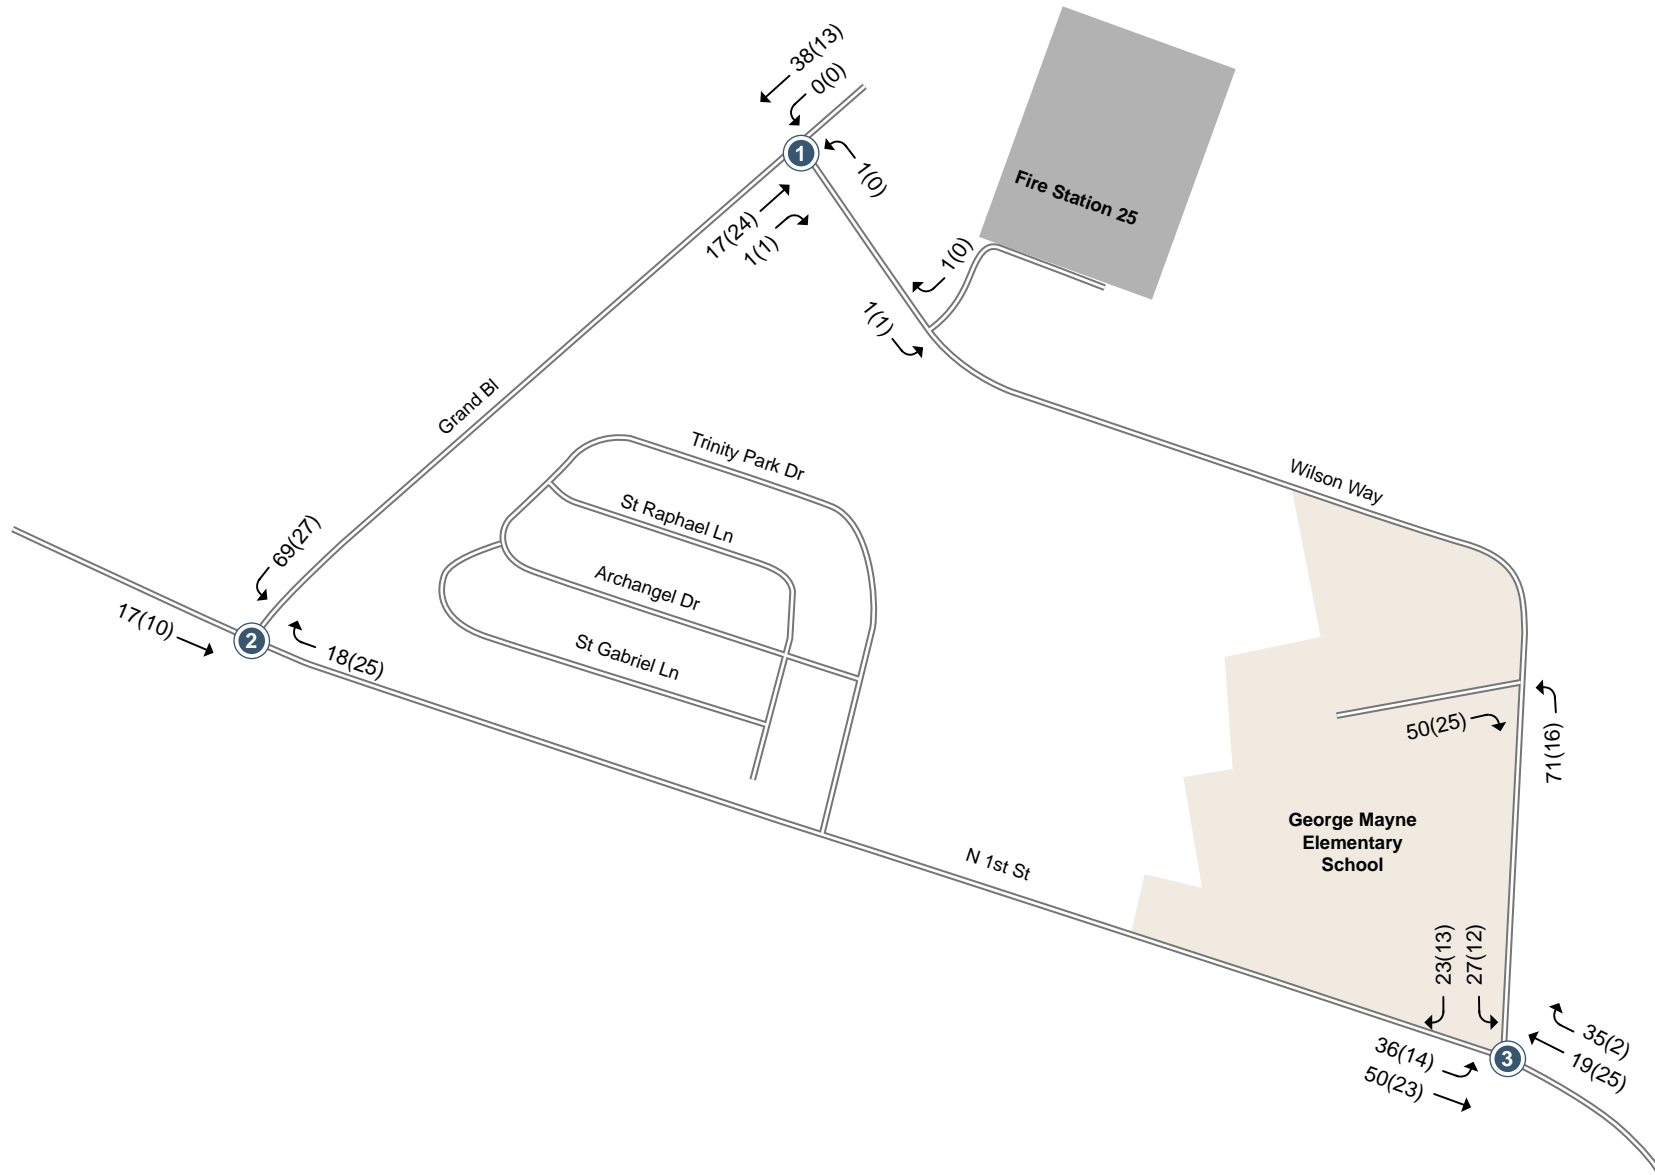 38(13)
0(0)
1
1(0)
17(24)
1(1)
Fire Station 25
1(0)
1(1)
Grand Bl
Trinity Park Dr
Wilson Way
St Raphael Ln
69(27)
Archangel Dr
17(10)
2
18(25)
St Gabriel Ln
50(25)
71(16)
George Mayne
Elementary
School
N 1st St
23(13)
27(12)
35(2)
19(25)
36(14)
50(23)
3